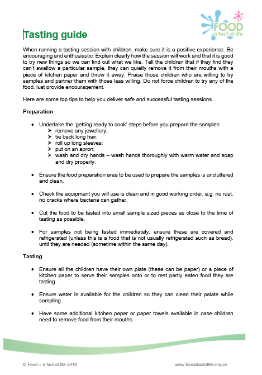 FOOD
a fact of life
Tasting guide
When running a tasting session with children, make sure it is a positive experience. Be
encouraging and enthusiastic. Explain clearly how the session will work and that it is good
to try new things so we can find out what we like. Tell the children that if they find they
can't swallow a particular sample, they can quietly remove it from their mouths with a
piece of kitchen paper and throw it away. Praise those children who are willing to try
samples and partner them with those less willing. Do not force children to try any of the
food, just provide encouragement.
Here are some top tips to help you deliver safe and successful tasting sessions.
Preparation
• Undertake the 'getting ready to cook' steps before you prepare the samples:
➢ remove any jewellery;
➢ tie back long hair;
➢ roll up long sleeves;
➢ put on an apron;
➢ wash and dry hands – wash hands thoroughly with warm water and soap
and dry properly.
• Ensure the food preparation area to be used to prepare the samples is uncluttered
and clean.
• Check the equipment you will use is clean and in good working order, e.g. no rust,
no cracks where bacteria can gather.
• Cut the food to be tasted into small sample sized pieces as close to the time of
tasting as possible.
• For samples not being tasted immediately, ensure these are covered and
refrigerated (unless this is a food that is not usually refrigerated such as bread),
until they are needed (sometime within the same day).
Tasting
• Ensure all the children have their own plate (these can be paper) or a piece of
kitchen paper to serve their samples onto or to rest partly eaten food they are
tasting.
• Ensure water is available for the children so they can clean their palate while
sampling.
• Have some additional kitchen paper or paper towels available in case children
need to remove food from their mouths.
© Food – a fact of life 2019
www.foodafactoflife.org.uk